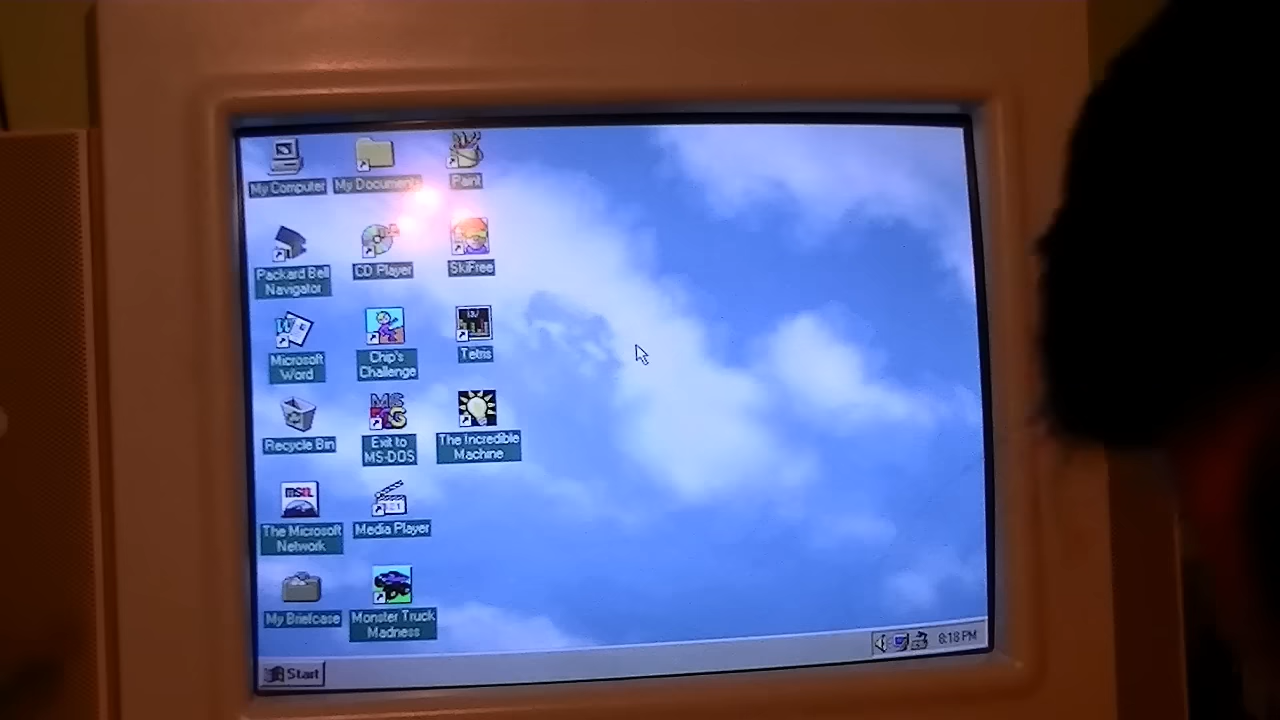 My Computer
My Documents
Paint
Packard Bell
Navigator
CD Player
SkiFree
Microsoft
Word
Chip's
Challenge
Tetris
Recycle Bin
Exit to
MS-DOS
The Incredible
Machine
The Microsoft
Network
Media Player
My Briefcase
Monster Truck
Madness
Start
8:18 PM